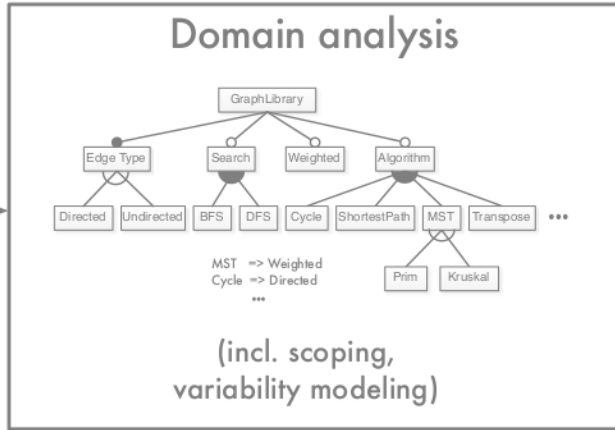 Domain analysis
GraphLibrary
Edge Type Search Weighted Algorithm
Directed Undirected BFS DFS Cycle ShortestPath MST Transpose ...
MST => Weighted
Cycle => Directed
...
Prim Kruskal
(incl. scoping,
variability modeling)